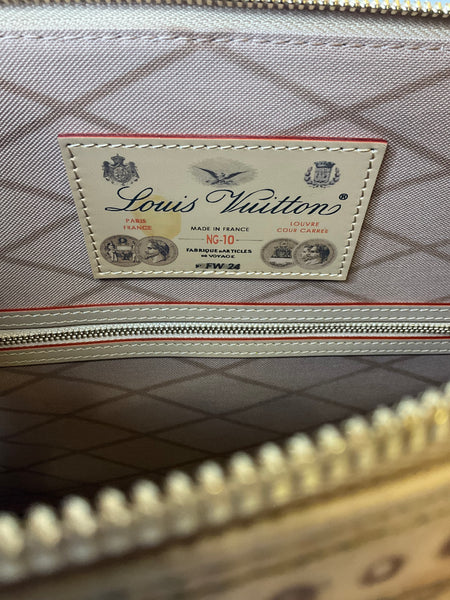 Louis Vuitton
PARIS
FRANCE
MADE IN FRANCE
LOUVRE
COUR CARRÉE
NG-10
FABRIQUE D'ARTICLES
DE VOYAGE
FW 24